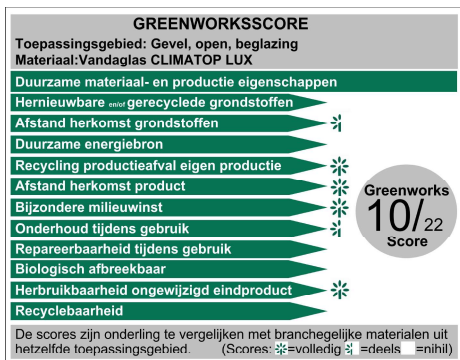 GREENWORKSSCORE
Toepassingsgebied: Gevel, open, beglazing
Materiaal:Vandaglas CLIMATOP LUX
Duurzame materiaal- en productie eigenschappen
Hernieuwbare en/of gerecyclede grondstoffen
Afstand herkomst grondstoffen
Duurzame energiebron
Recycling productieafval eigen productie
Afstand herkomst product
Bijzondere milieuwinst
Onderhoud tijdens gebruik
Repareerbaarheid tijdens gebruik
Biologisch afbreekbaar
Herbruikbaarheid ongewijzigd eindproduct
Recyclebaarheid
Greenworks
10/22
Score
De scores zijn onderling te vergelijken met branchegelijke materialen uit
hetzelfde toepassingsgebied. (Scores: =volledig =deels =nihil)